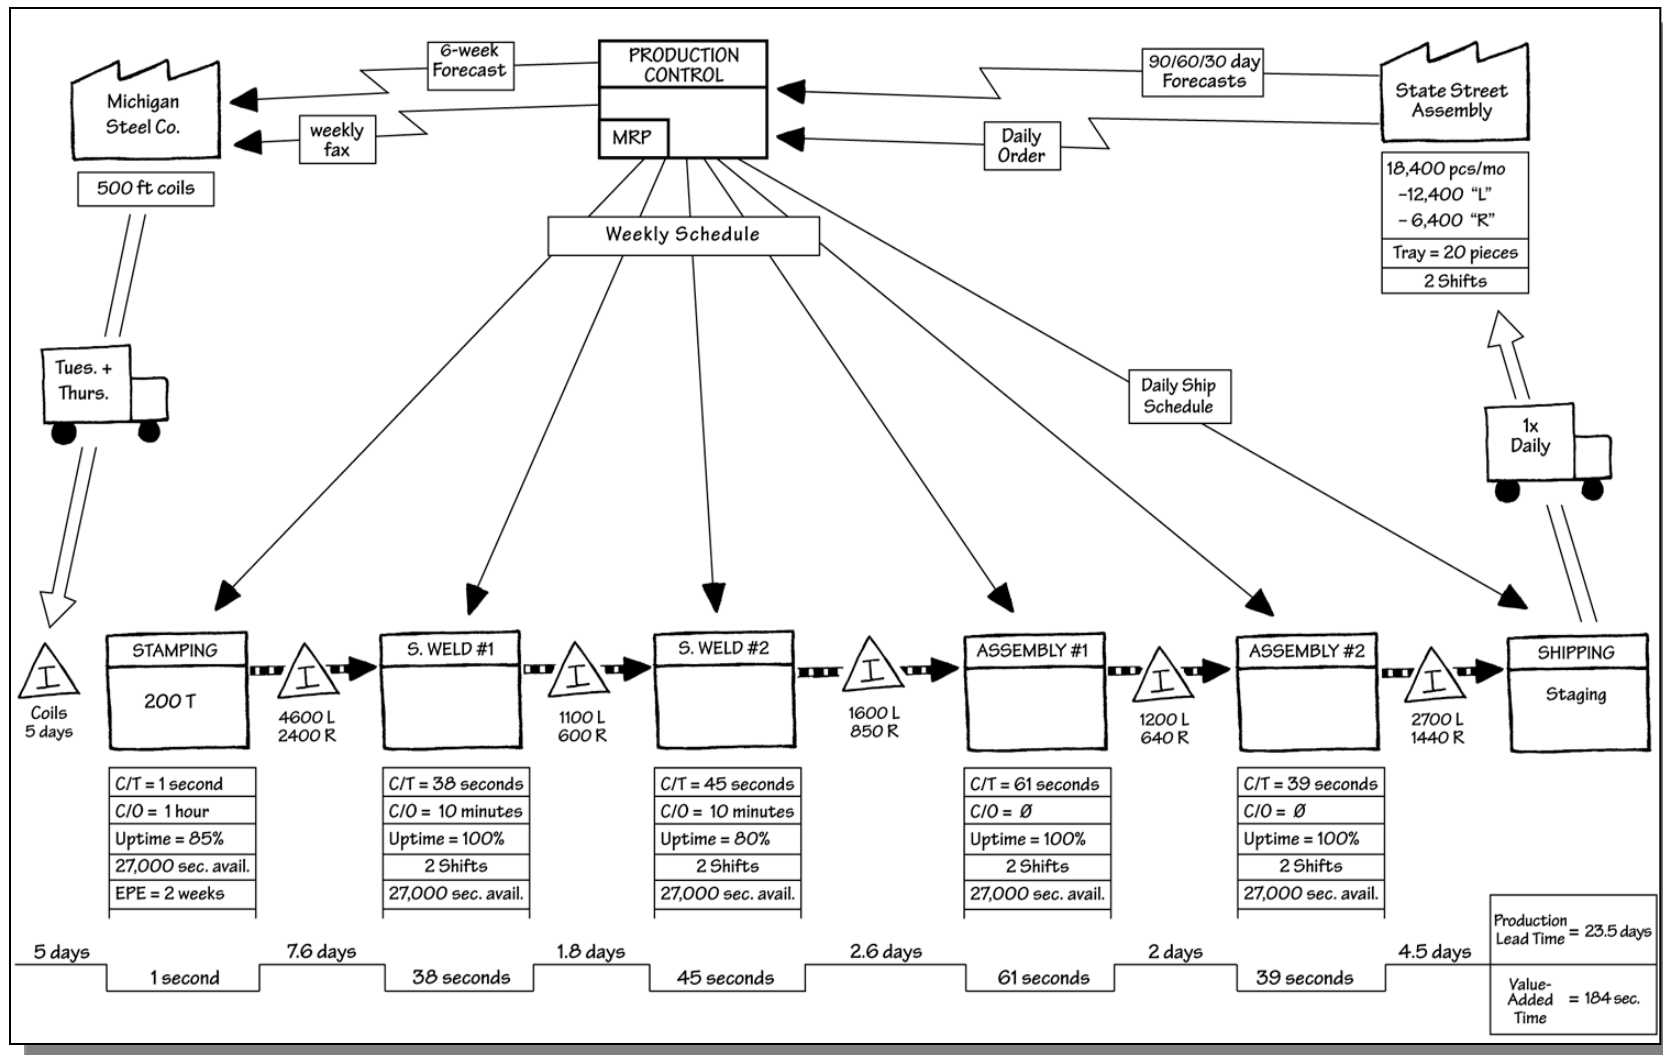 6-week
Forecast
PRODUCTION
CONTROL
90/60/30 day
Forecasts
Michigan
Steel Co.
State Street
Assembly
weekly
fax
MRP
Daily
Order
500 ft coils
18,400 pcs/mo
-12,400 "L"
- 6,400 "R"
Tray = 20 pieces
2 Shifts
Weekly Schedule
Tues. +
Thurs.
Daily Ship
Schedule
1x
Daily
I
Coils
5 days
STAMPING
200 T
I
4600 L
2400 R
S. WELD #1
I
1100 L
600 R
S. WELD #2
I
1600 L
850 R
ASSEMBLY #1
I
1200 L
640 R
ASSEMBLY #2
I
2700 L
1440 R
SHIPPING
Staging
C/T = 1 second
C/O = 1 hour
Uptime = 85%
27,000 sec. avail.
EPE = 2 weeks
C/T = 38 seconds
C/O = 10 minutes
Uptime = 100%
2 Shifts
27,000 sec. avail.
C/T = 45 seconds
C/O = 10 minutes
Uptime = 80%
2 Shifts
27,000 sec. avail.
C/T = 61 seconds
C/O = Ø
Uptime = 100%
2 Shifts
27,000 sec. avail.
C/T = 39 seconds
C/O = Ø
Uptime = 100%
2 Shifts
27,000 sec. avail.
5 days
1 second
7.6 days
38 seconds
1.8 days
45 seconds
2.6 days
61 seconds
2 days
39 seconds
4.5 days
Production
Lead Time = 23.5 days
Value-
Added = 184 sec.
Time